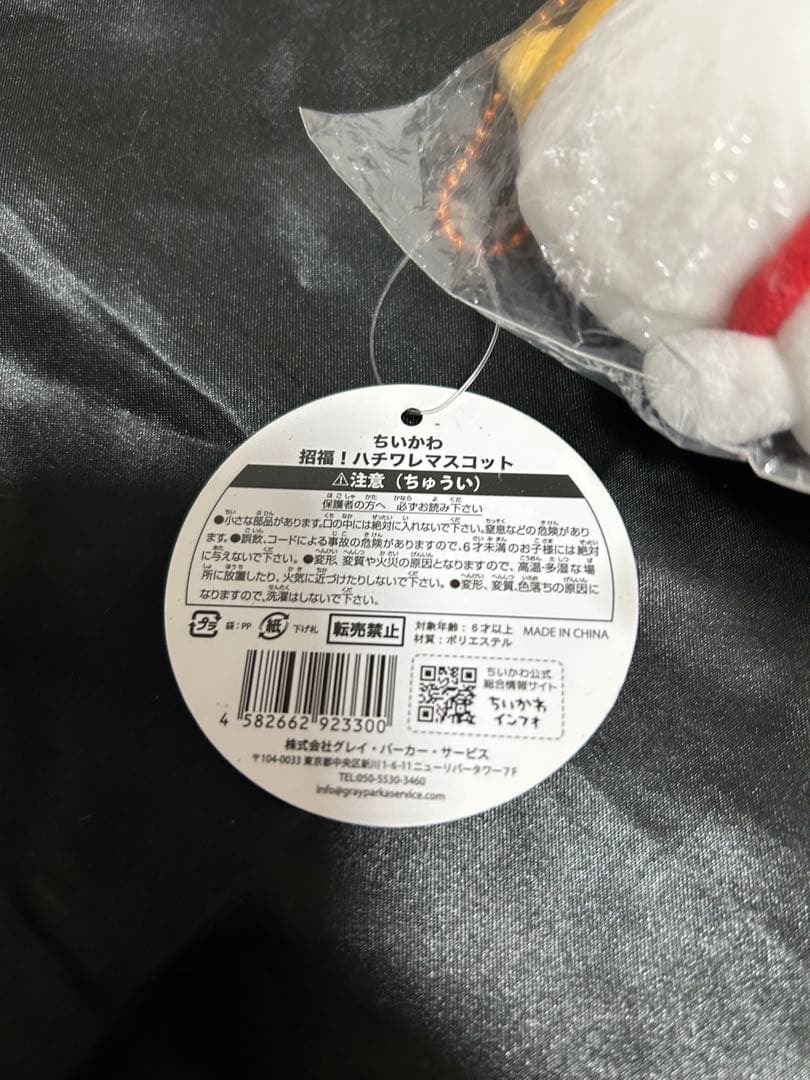 ちいかわ
招福！ハチワレマスコット
⚠注意（ちゅうい）
保護者の方へ 必ずお読み下さい
●小さな部品があります。口の中には絶対に入れないで下さい。窒息などの危険があり
ます。●誤飲、コードによる事故の危険がありますので、6才未満のお子様には絶対
に与えないで下さい。●変形、変質や火災の原因となりますので、高温・多湿な場
所に放置したり、火気に近づけたりしないで下さい。●変形、変質、色落ちの原因に
なりますので、洗濯はしないで下さい。
プラ 袋：PP 紙 下げ札 転売禁止 対象年齢：6才以上 MADE IN CHINA
材質：ポリエステル
ちいかわ公式
総合情報サイト
ちいかわ
インフォ
4 582662 923300
株式会社グレイ・パーカー・サービス
〒104-0033 東京都中央区新川1-6-11ニューリバータワー7F
TEL:050-5530-3460
info@grayparkaservice.com